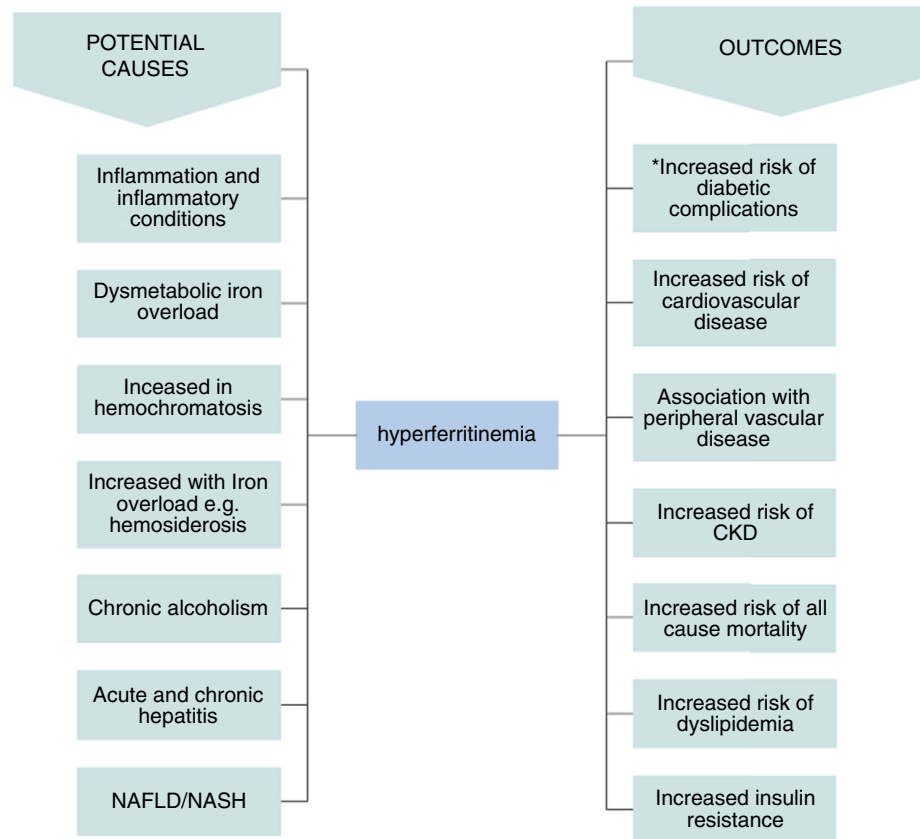 POTENTIAL
CAUSES
Inflammation and
inflammatory
conditions
Dysmetabolic iron
overload
Inceased in
hemochromatosis
Increased with Iron
overload e.g.
hemosiderosis
Chronic alcoholism
Acute and chronic
hepatitis
NAFLD/NASH
hyperferritinemia
OUTCOMES
*Increased risk of
diabetic
complications
Increased risk of
cardiovascular
disease
Association with
peripheral vascular
disease
Increased risk of
CKD
Increased risk of all
cause mortality
Increased risk of
dyslipidemia
Increased insulin
resistance